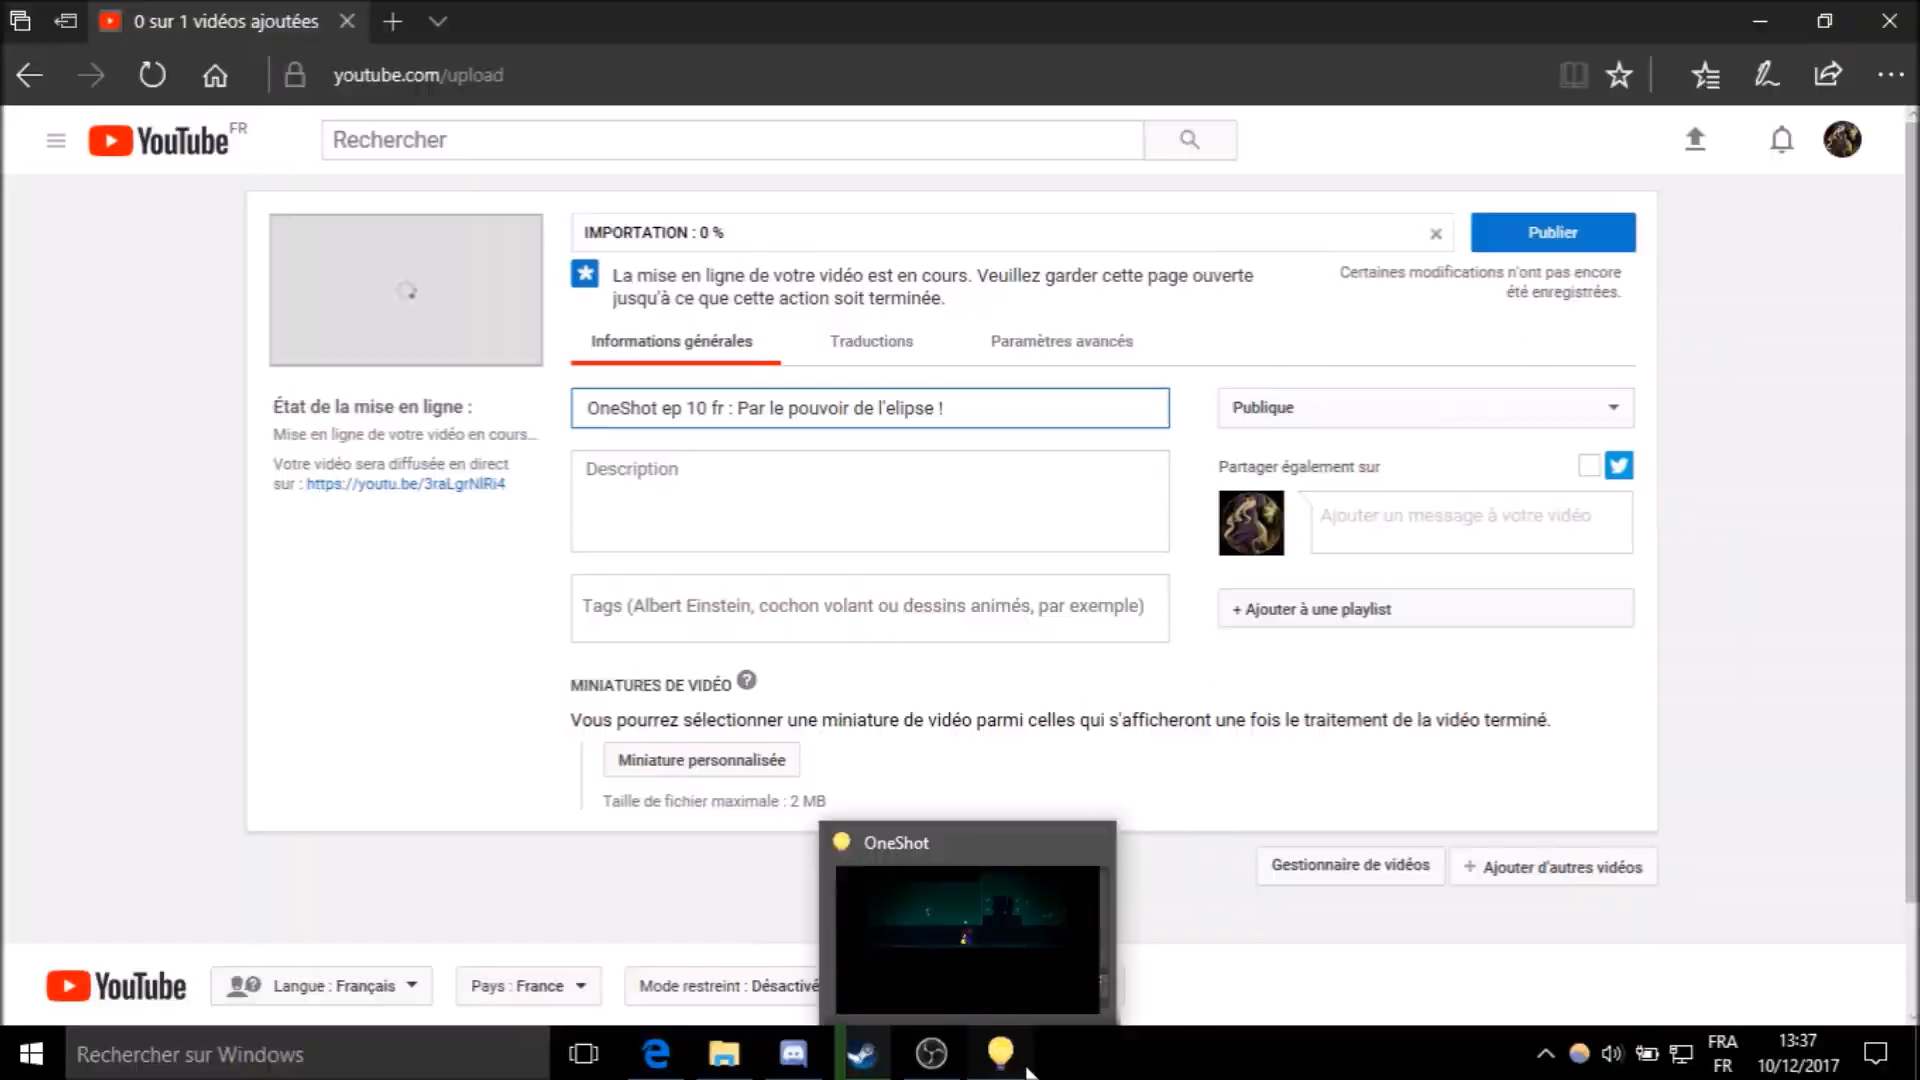 0 sur 1 vidéos ajoutées
youtube.com/upload
YouTube FR
Rechercher
IMPORTATION : 0 %
Publier
La mise en ligne de votre vidéo est en cours. Veuillez garder cette page ouverte
jusqu'à ce que cette action soit terminée.
Certaines modifications n'ont pas encore
été enregistrées.
Informations générales
Traductions
Paramètres avancés
État de la mise en ligne :
Mise en ligne de votre vidéo en cours...
Votre vidéo sera diffusée en direct
sur : https://youtu.be/3raLgrNlRi4
OneShot ep 10 fr : Par le pouvoir de l'elipse !
Publique
Description
Partager également sur
Ajouter un message à votre vidéo
Tags (Albert Einstein, cochon volant ou dessins animés, par exemple)
+ Ajouter à une playlist
MINIATURES DE VIDÉO ?
Vous pourrez sélectionner une miniature de vidéo parmi celles qui s'afficheront une fois le traitement de la vidéo terminé.
Miniature personnalisée
Taille de fichier maximale : 2 MB
OneShot
Gestionnaire de vidéos
+ Ajouter d'autres vidéos
YouTube
Langue : Français
Pays : France
Mode restreint : Désactivé
Rechercher sur Windows
FRA
FR
13:37
10/12/2017